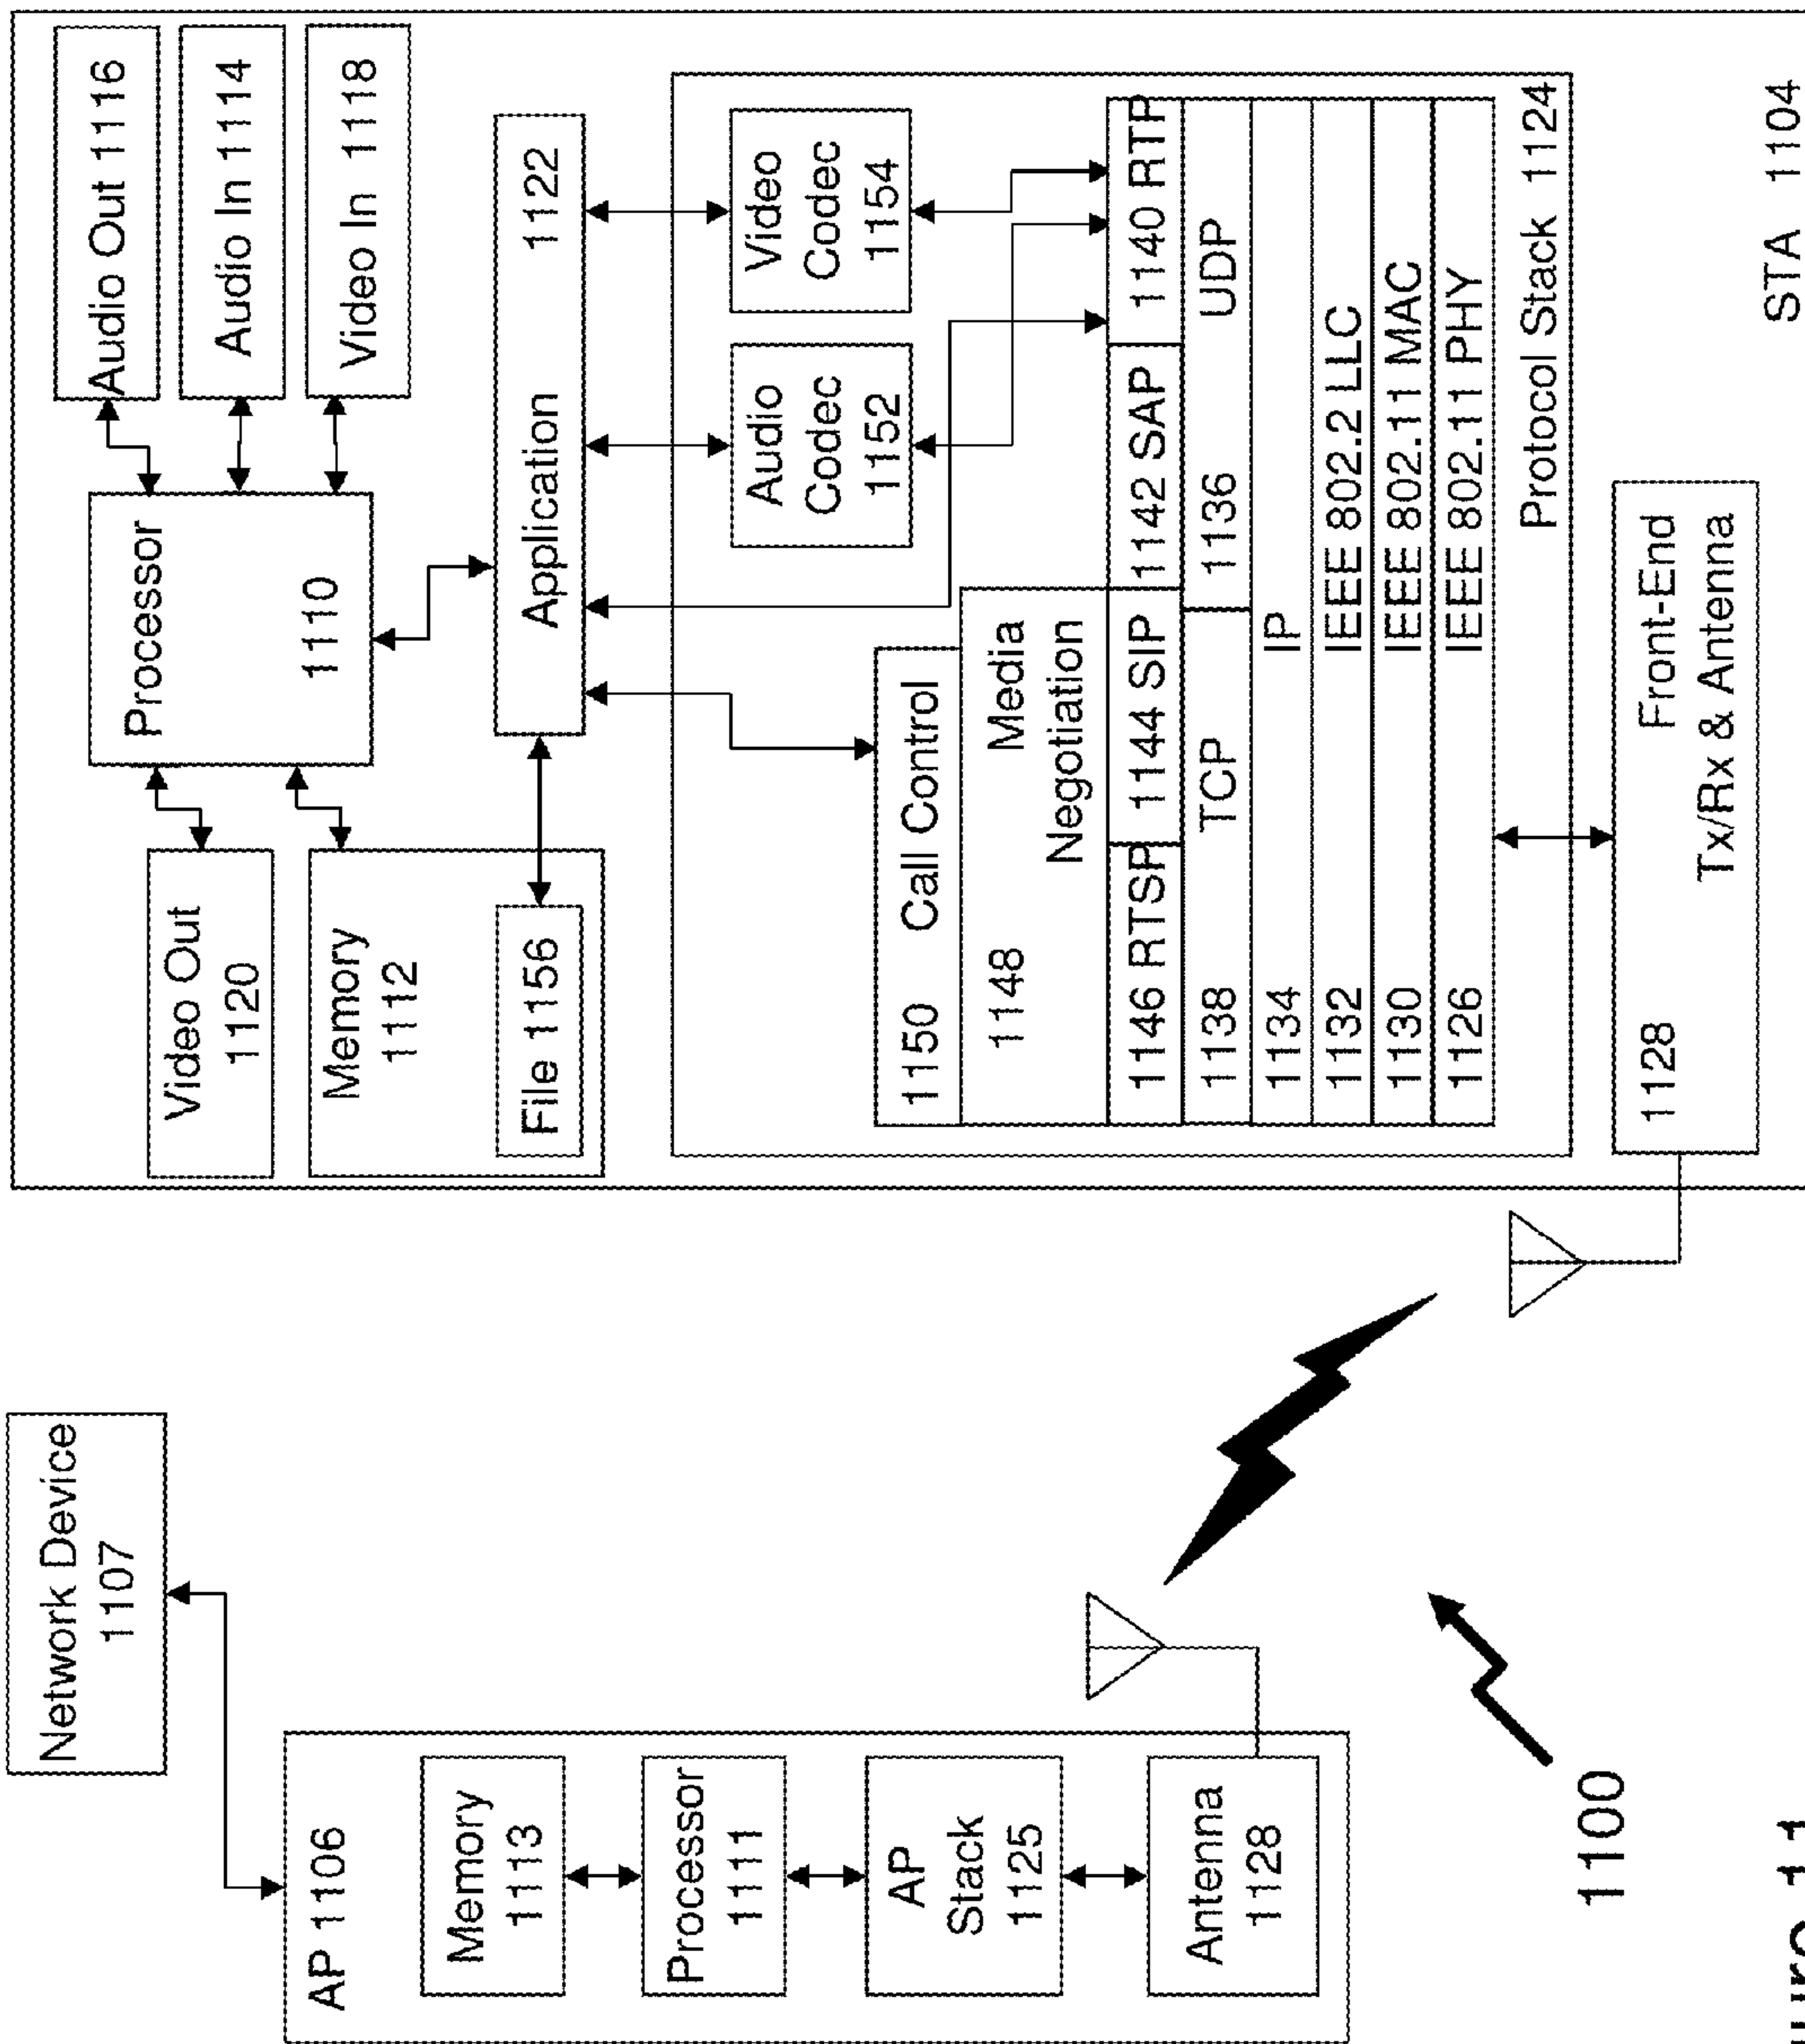 Network Device
1107
AP 1106
Memory
1113
Processor
1111
AP
Stack
1125
Antenna
1128
1100
Video Out
1120
Memory
1112
File 1156
Processor
1110
Audio Out 1116
Audio In 1114
Video In 1118
Application 1122
Audio
Codec
1152
Video
Codec
1154
1150 Call Control
1148 Media
Negotiation
1146 RTSP 1144 SIP 1142 SAP 1140 RTP
1138 TCP 1136 UDP
1134 IP
1132 IEEE 802.2 LLC
1130 IEEE 802.11 MAC
1126 IEEE 802.11 PHY
Protocol Stack 1124
1128 Front-End
Tx/Rx & Antenna
STA 1104